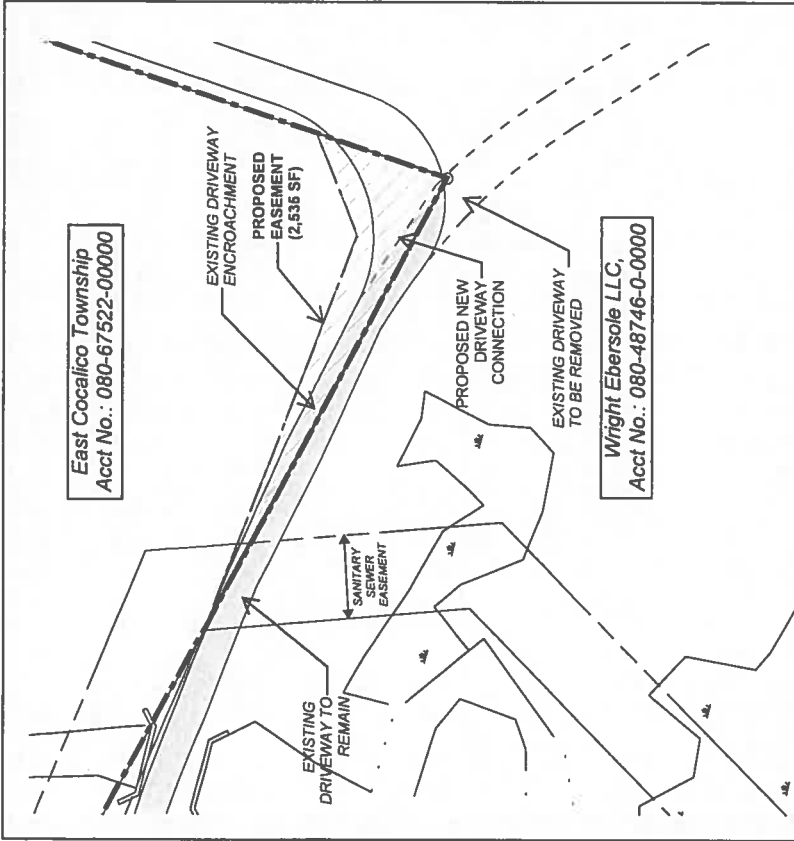 East Cocalico Township
Acct No.: 080-67522-00000
EXISTING DRIVEWAY
ENCROACHMENT
PROPOSED
EASEMENT
(2,536 SF)
PROPOSED NEW
DRIVEWAY
CONNECTION
EXISTING DRIVEWAY
TO BE REMOVED
Wright Ebersole LLC,
Acct No.: 080-48746-0-0000
SANITARY
SEWER
EASEMENT
EXISTING
DRIVEWAY TO
REMAIN